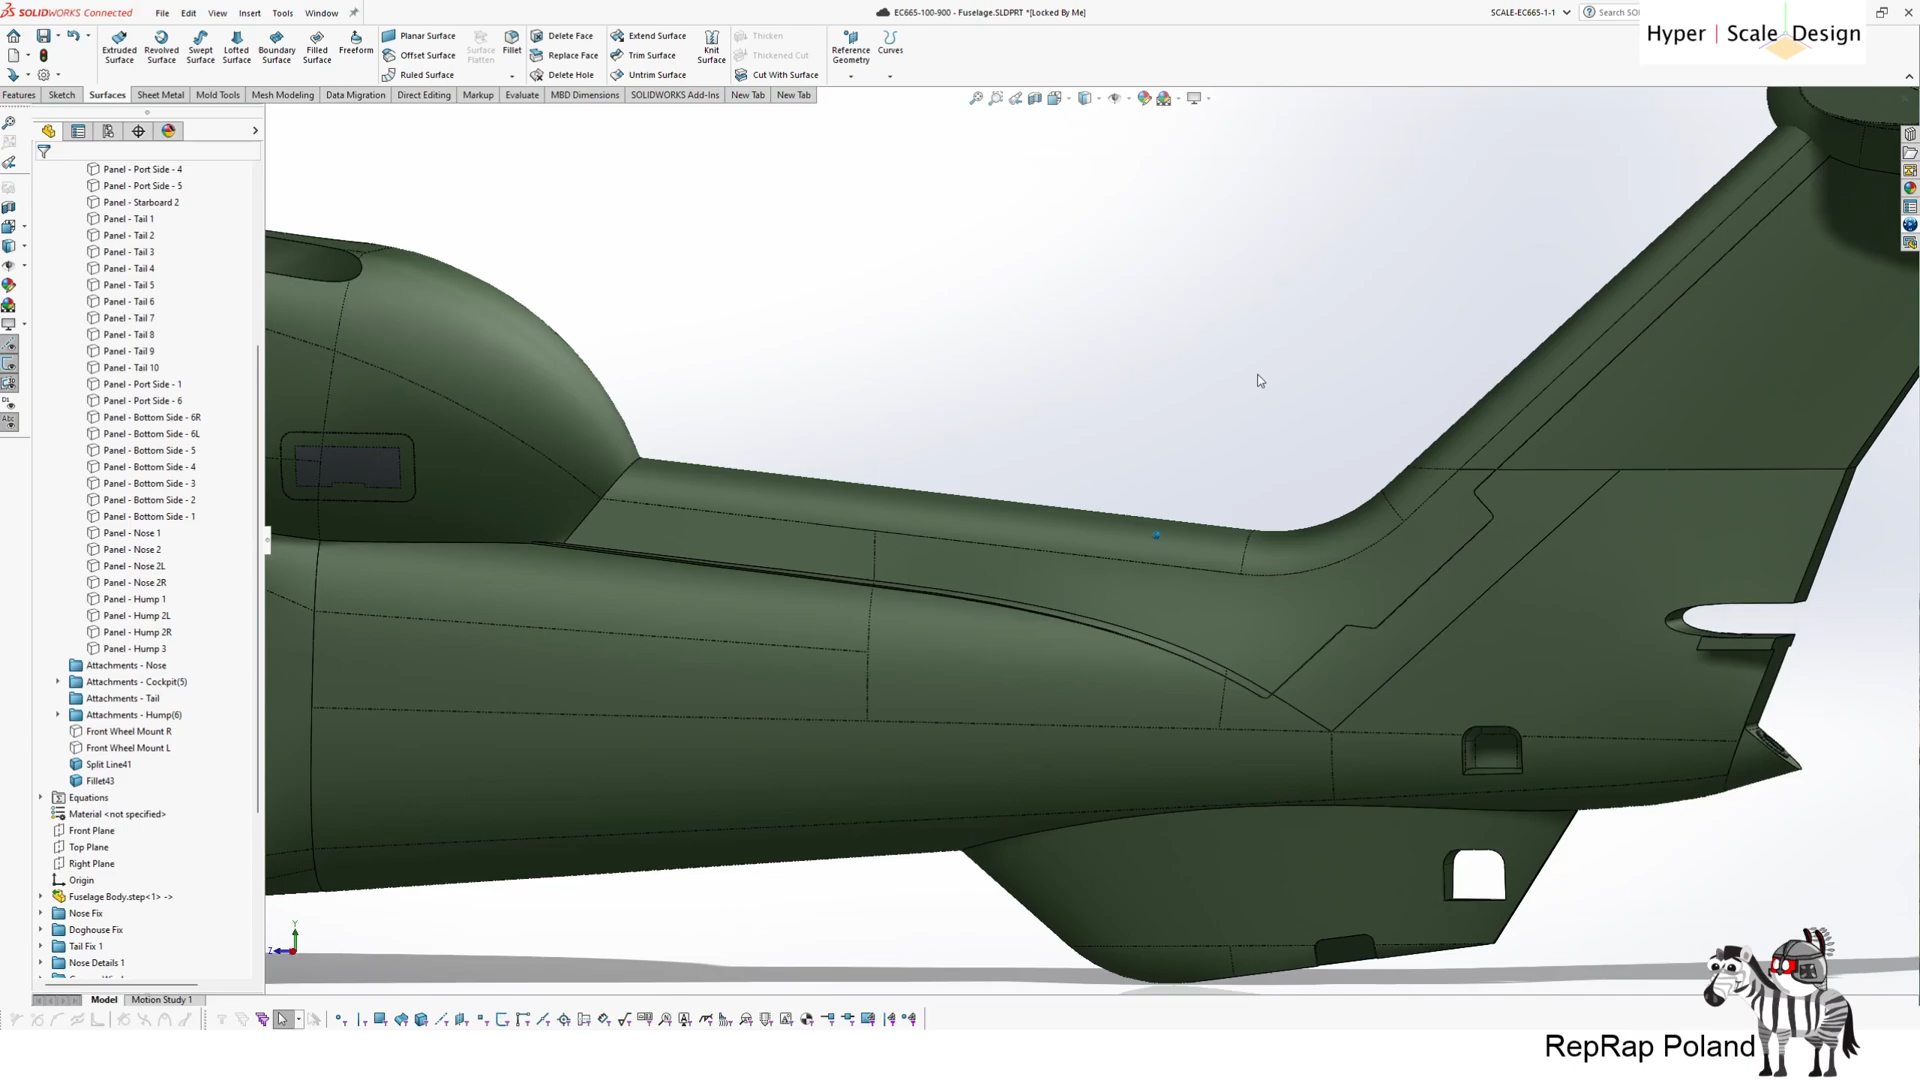 SOLIDWORKS Connected
File
Edit
View
Insert
Tools
Window
EC665-100-900 - Fuselage.SLDPRT *[Locked By Me]
SCALE-EC665-1-1
Search SO
Hyper | Scale Design
Extruded Surface
Revolved Surface
Swept Surface
Lofted Surface
Boundary Surface
Filled Surface
Freeform
Planar Surface
Offset Surface
Ruled Surface
Surface Flatten
Fillet
Delete Face
Replace Face
Delete Hole
Extend Surface
Trim Surface
Untrim Surface
Knit Surface
Thicken
Thickened Cut
Cut With Surface
Reference Geometry
Curves
Features
Sketch
Surfaces
Sheet Metal
Mold Tools
Mesh Modeling
Data Migration
Direct Editing
Markup
Evaluate
MBD Dimensions
SOLIDWORKS Add-Ins
New Tab
New Tab
Panel - Port Side - 4
Panel - Port Side - 5
Panel - Starboard 2
Panel - Tail 1
Panel - Tail 2
Panel - Tail 3
Panel - Tail 4
Panel - Tail 5
Panel - Tail 6
Panel - Tail 7
Panel - Tail 8
Panel - Tail 9
Panel - Tail 10
Panel - Port Side - 1
Panel - Port Side - 6
Panel - Bottom Side - 6R
Panel - Bottom Side - 6L
Panel - Bottom Side - 5
Panel - Bottom Side - 4
Panel - Bottom Side - 3
Panel - Bottom Side - 2
Panel - Bottom Side - 1
Panel - Nose 1
Panel - Nose 2
Panel - Nose 2L
Panel - Nose 2R
Panel - Hump 1
Panel - Hump 2L
Panel - Hump 2R
Panel - Hump 3
Attachments - Nose
Attachments - Cockpit(5)
Attachments - Tail
Attachments - Hump(6)
Front Wheel Mount R
Front Wheel Mount L
Split Line41
Fillet43
Equations
Material <not specified>
Front Plane
Top Plane
Right Plane
Origin
Fuselage Body.step<1> ->
Nose Fix
Doghouse Fix
Tail Fix 1
Nose Details 1
Y
Z
Model
Motion Study 1
RepRap Poland